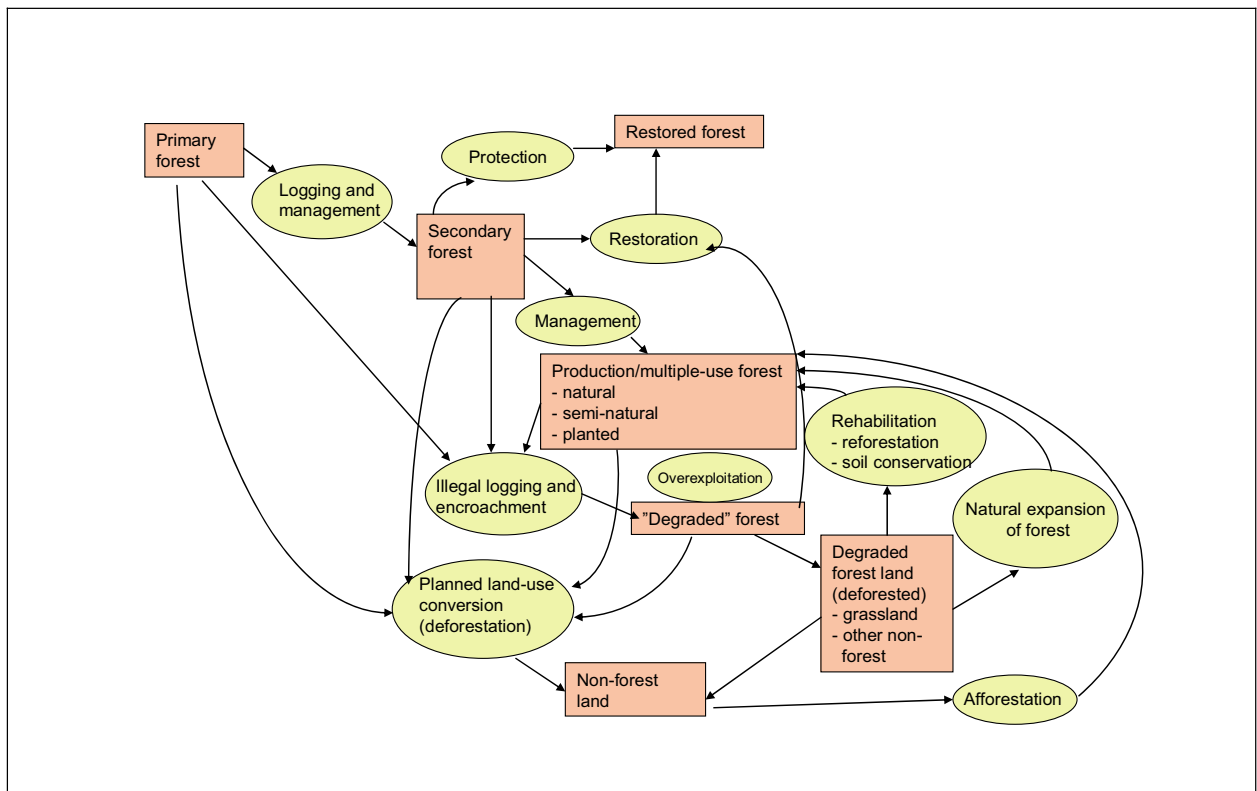 Primary
forest
Logging and
management
Protection
Restored forest
Secondary
forest
Restoration
Management
Production/multiple-use forest
- natural
- semi-natural
- planted
Rehabilitation
- reforestation
- soil conservation
Illegal logging and
encroachment
Overexploitation
”Degraded” forest
Natural expansion
of forest
Degraded
forest land
(deforested)
- grassland
- other non-
forest
Planned land-use
conversion
(deforestation)
Non-forest
land
Afforestation